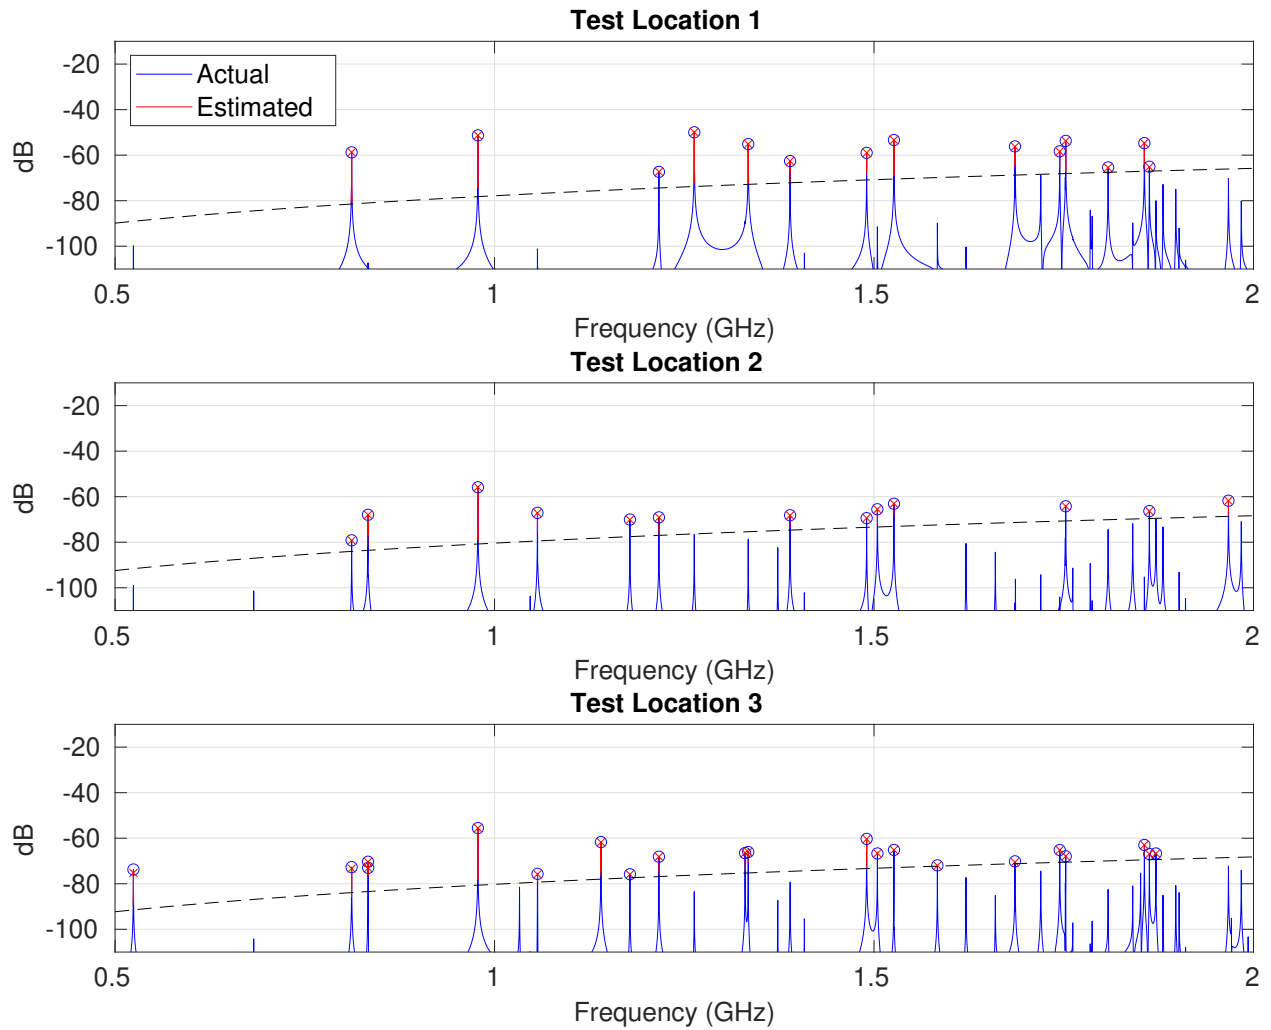 Test Location 1
Actual
Estimated
-20
-40
-60
-80
-100
dB
0.5
1
1.5
2
Frequency (GHz)
Test Location 2
-20
-40
-60
-80
-100
dB
0.5
1
1.5
2
Frequency (GHz)
Test Location 3
-20
-40
-60
-80
-100
dB
0.5
1
1.5
2
Frequency (GHz)